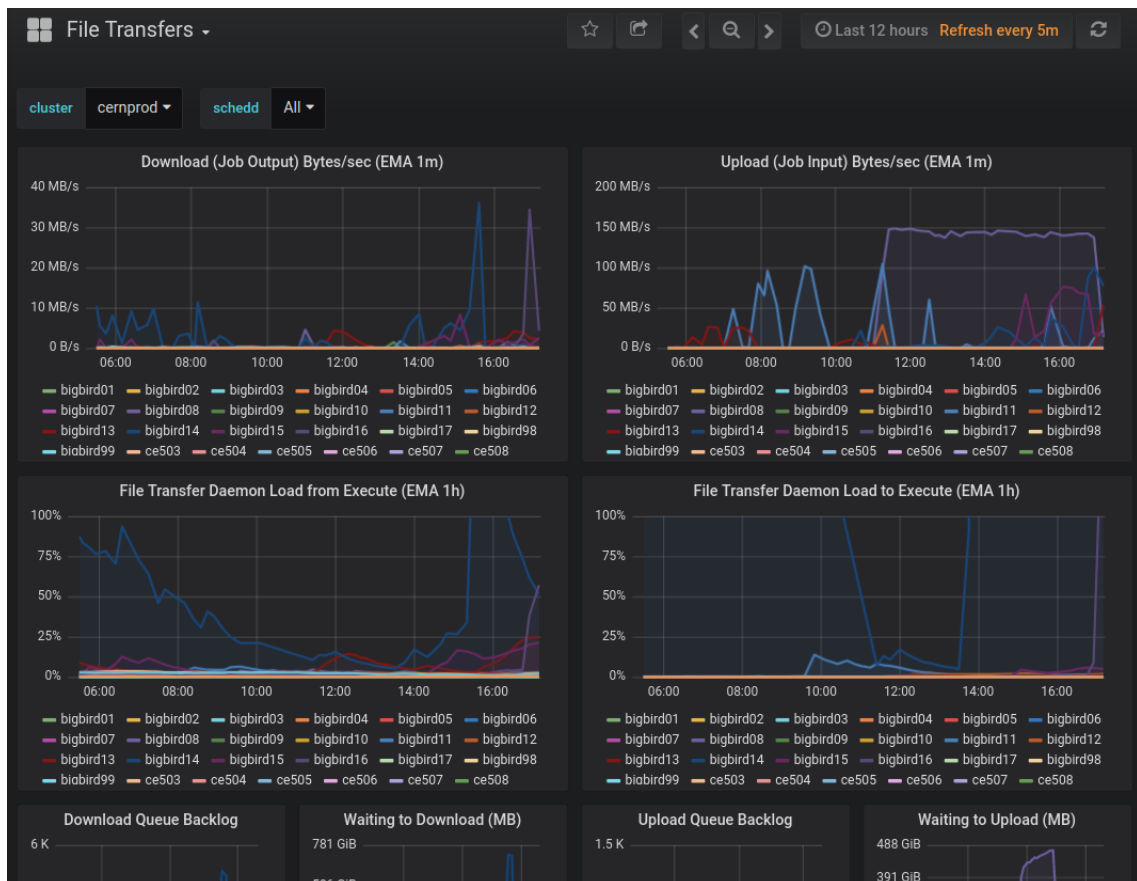 File Transfers
Last 12 hours Refresh every 5m
cluster cernprod schedd All
Download (Job Output) Bytes/sec (EMA 1m)
40 MB/s
30 MB/s
20 MB/s
10 MB/s
0 B/s
06:00 08:00 10:00 12:00 14:00 16:00
bigbird01 bigbird02 bigbird03 bigbird04 bigbird05 bigbird06
bigbird07 bigbird08 bigbird09 bigbird10 bigbird11 bigbird12
bigbird13 bigbird14 bigbird15 bigbird16 bigbird17 bigbird98
bigbird99 ce503 ce504 ce505 ce506 ce507 ce508
Upload (Job Input) Bytes/sec (EMA 1m)
200 MB/s
150 MB/s
100 MB/s
50 MB/s
0 B/s
06:00 08:00 10:00 12:00 14:00 16:00
bigbird01 bigbird02 bigbird03 bigbird04 bigbird05 bigbird06
bigbird07 bigbird08 bigbird09 bigbird10 bigbird11 bigbird12
bigbird13 bigbird14 bigbird15 bigbird16 bigbird17 bigbird98
bigbird99 ce503 ce504 ce505 ce506 ce507 ce508
File Transfer Daemon Load from Execute (EMA 1h)
100%
75%
50%
25%
0%
06:00 08:00 10:00 12:00 14:00 16:00
bigbird01 bigbird02 bigbird03 bigbird04 bigbird05 bigbird06
bigbird07 bigbird08 bigbird09 bigbird10 bigbird11 bigbird12
bigbird13 bigbird14 bigbird15 bigbird16 bigbird17 bigbird98
bigbird99 ce503 ce504 ce505 ce506 ce507 ce508
File Transfer Daemon Load to Execute (EMA 1h)
100%
75%
50%
25%
0%
06:00 08:00 10:00 12:00 14:00 16:00
bigbird01 bigbird02 bigbird03 bigbird04 bigbird05 bigbird06
bigbird07 bigbird08 bigbird09 bigbird10 bigbird11 bigbird12
bigbird13 bigbird14 bigbird15 bigbird16 bigbird17 bigbird98
bigbird99 ce503 ce504 ce505 ce506 ce507 ce508
Download Queue Backlog
6 K
Waiting to Download (MB)
781 GiB
Upload Queue Backlog
1.5 K
Waiting to Upload (MB)
488 GiB
391 GiB